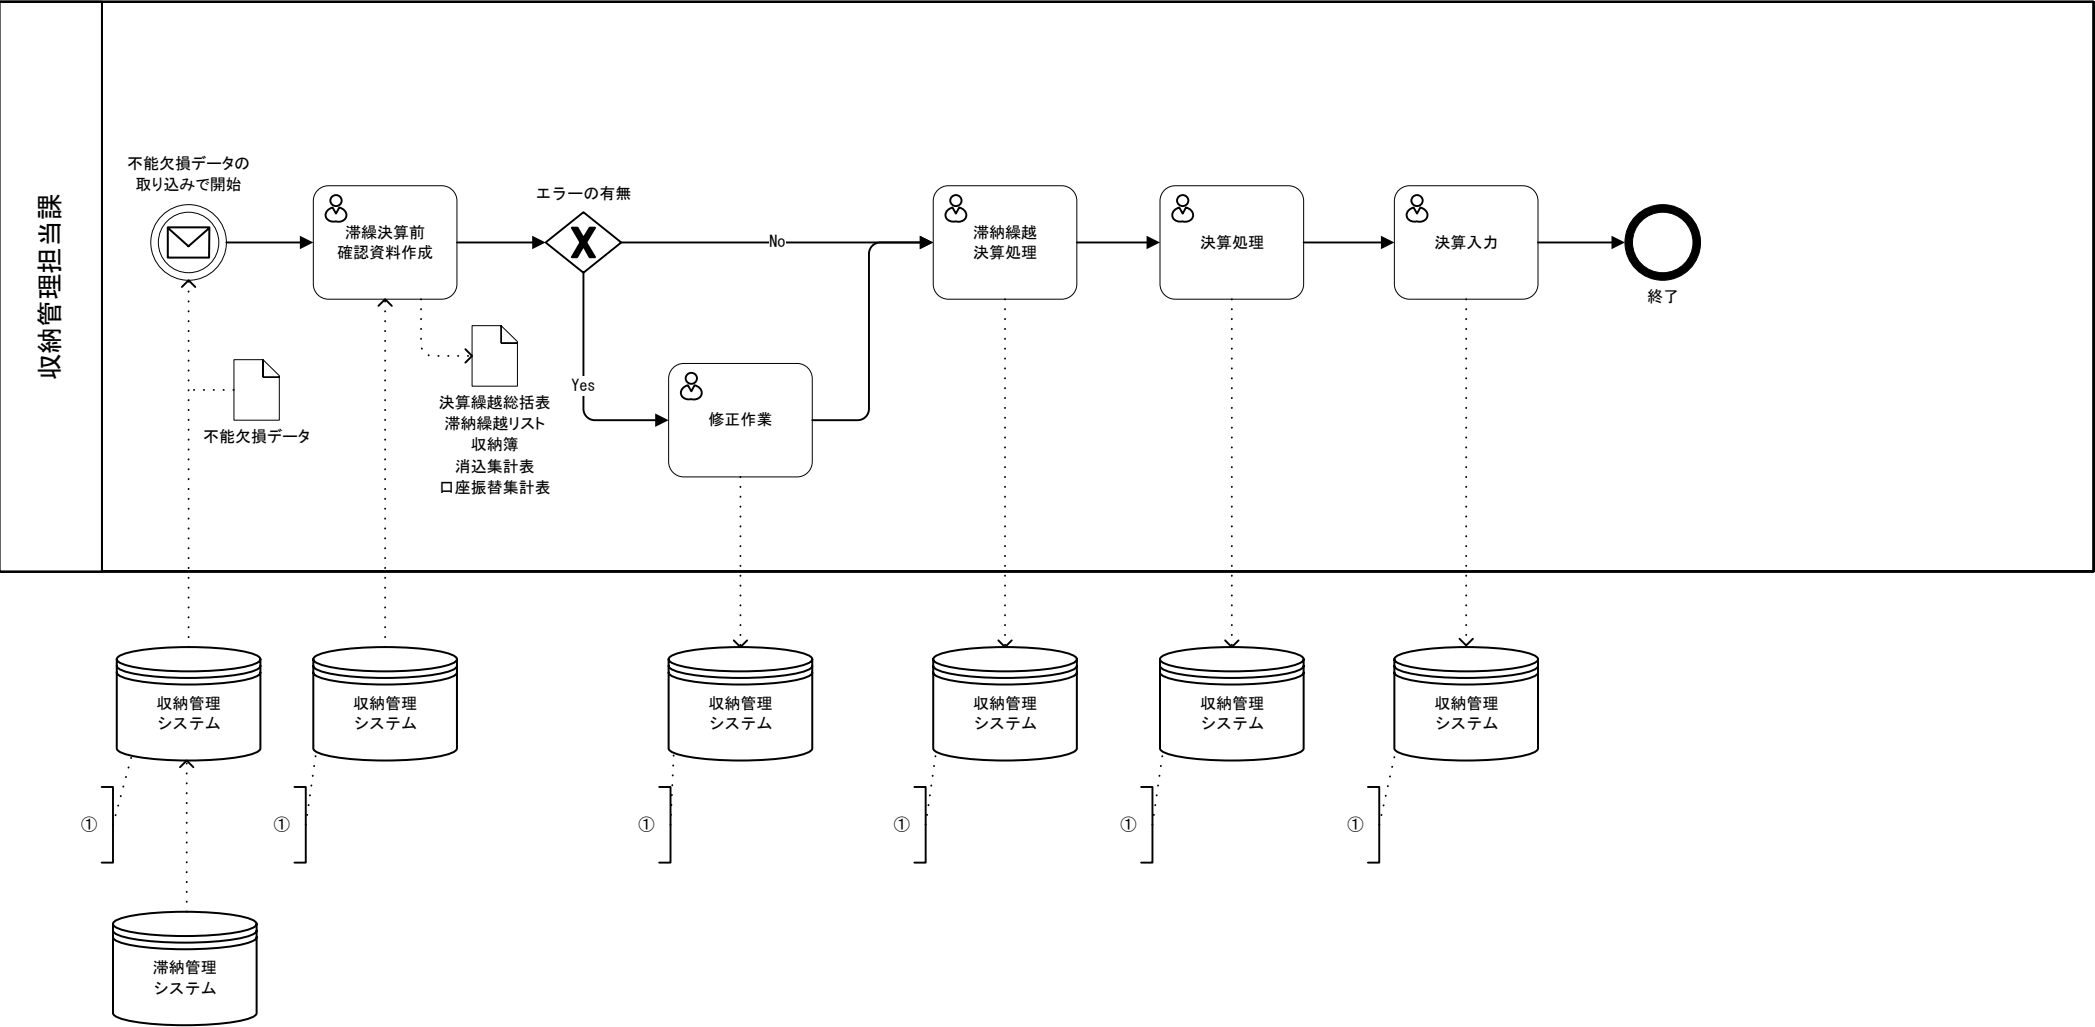 収納管理担当課
不能欠損データの
取り込みで開始
滞繰決算前
確認資料作成
エラーの有無
No
Yes
滞納繰越
決算処理
決算処理
決算入力
終了
不能欠損データ
決算繰越総括表
滞納繰越リスト
収納簿
消込集計表
口座振替集計表
修正作業
収納管理
システム
収納管理
システム
収納管理
システム
収納管理
システム
収納管理
システム
収納管理
システム
①
①
①
①
①
①
滞納管理
システム